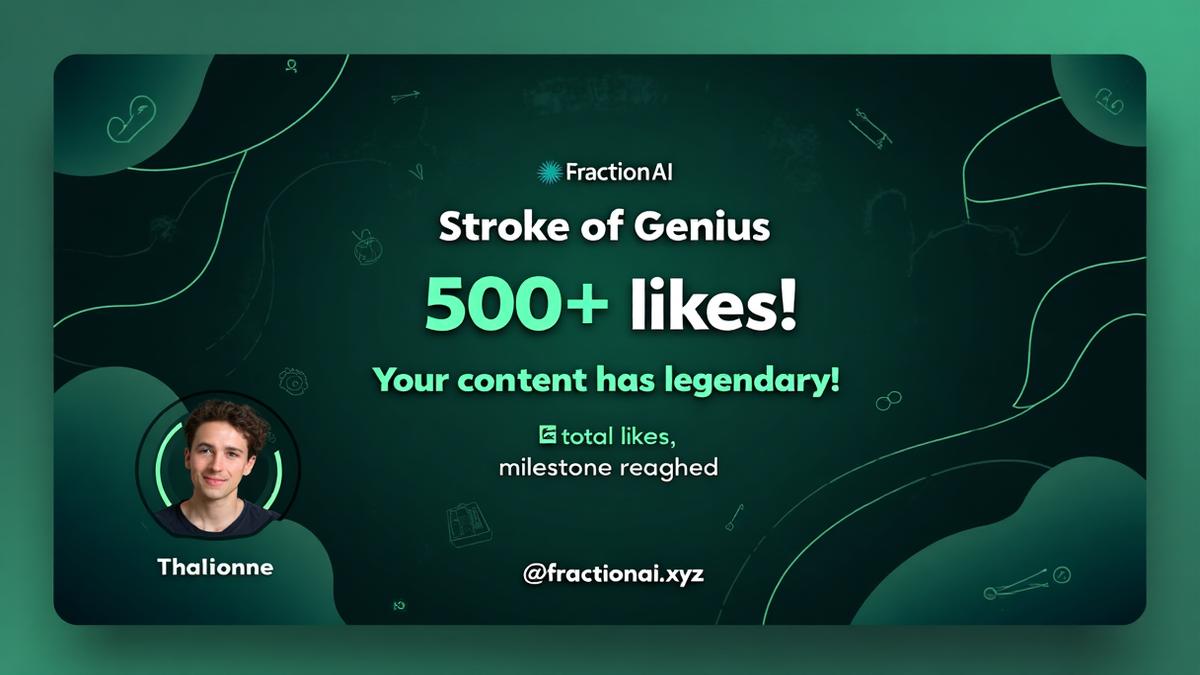 FractionAI
Stroke of Genius
500+ likes!
Your content has legendary!
total likes,
milestone reaghed
Thalionne
@fractionai.xyz